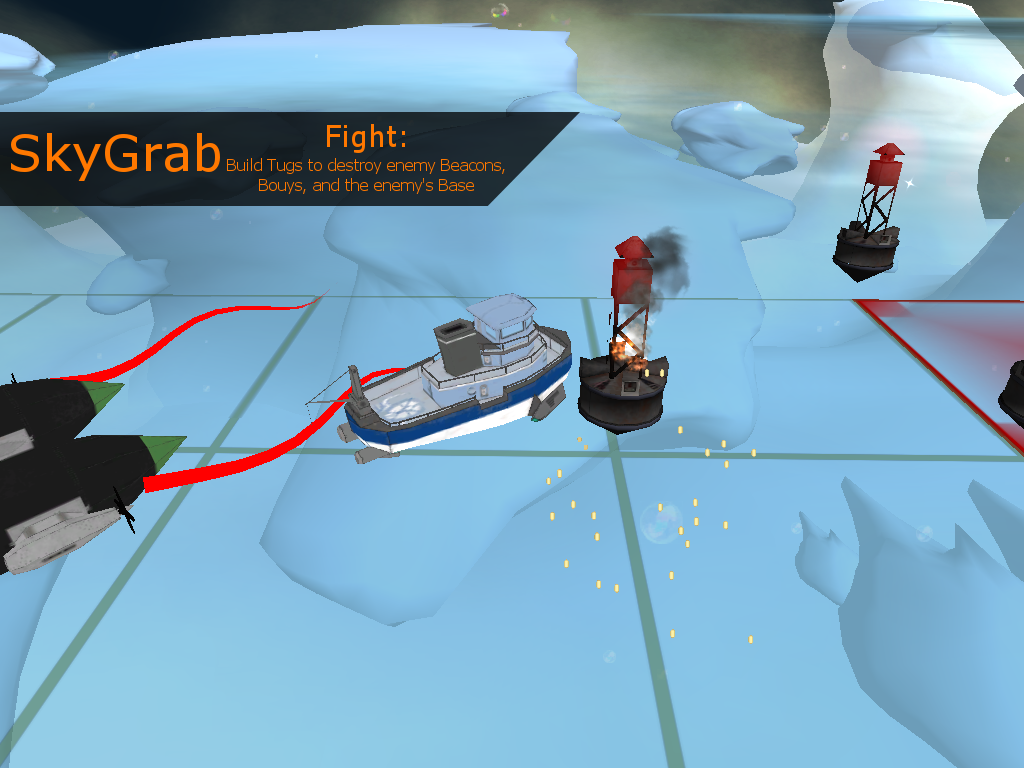 SkyGrab
Fight:
Build Tugs to destroy enemy Beacons,
Bouys, and the enemy's Base